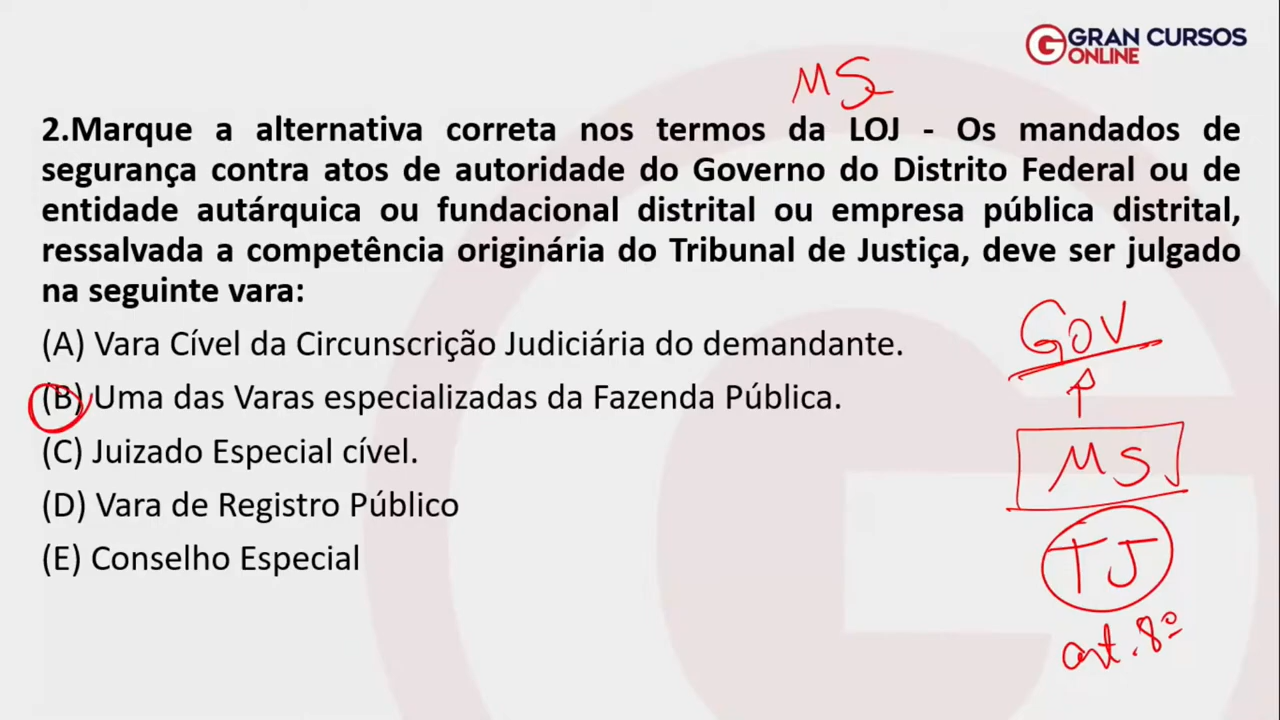 GRAN CURSOS
ONLINE
MS
2.Marque a alternativa correta nos termos da LOJ - Os mandados de
segurança contra atos de autoridade do Governo do Distrito Federal ou de
entidade autárquica ou fundacional distrital ou empresa pública distrital,
ressalvada a competência originária do Tribunal de Justiça, deve ser julgado
na seguinte vara:
(A) Vara Cível da Circunscrição Judiciária do demandante.
(B) Uma das Varas especializadas da Fazenda Pública.
(C) Juizado Especial cível.
(D) Vara de Registro Público
(E) Conselho Especial
GOV
MS
TJ
art. 8º